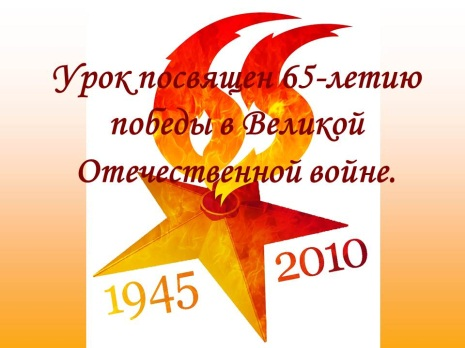 Урок посвящен 65-летию
победы в Великой
Отечественной войне.
1945
2010